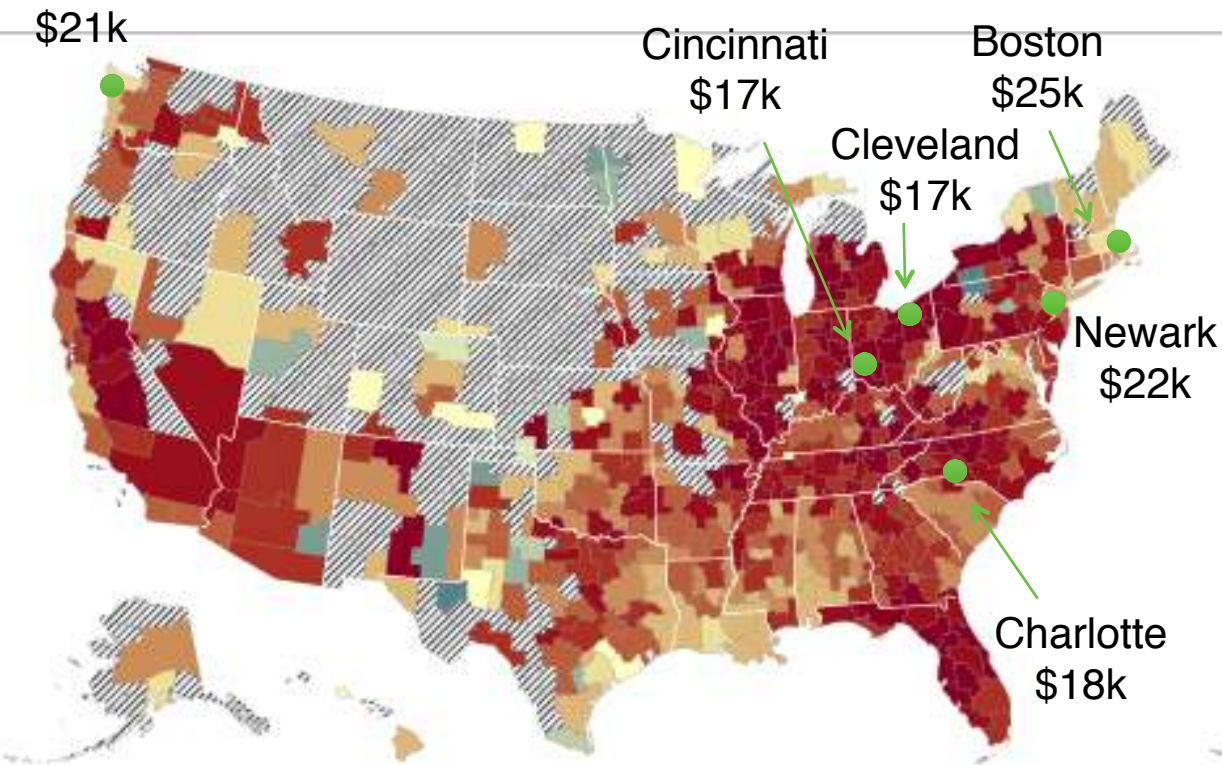 $21k
Cincinnati
$17k
Boston
$25k
Cleveland
$17k
Newark
$22k
Charlotte
$18k